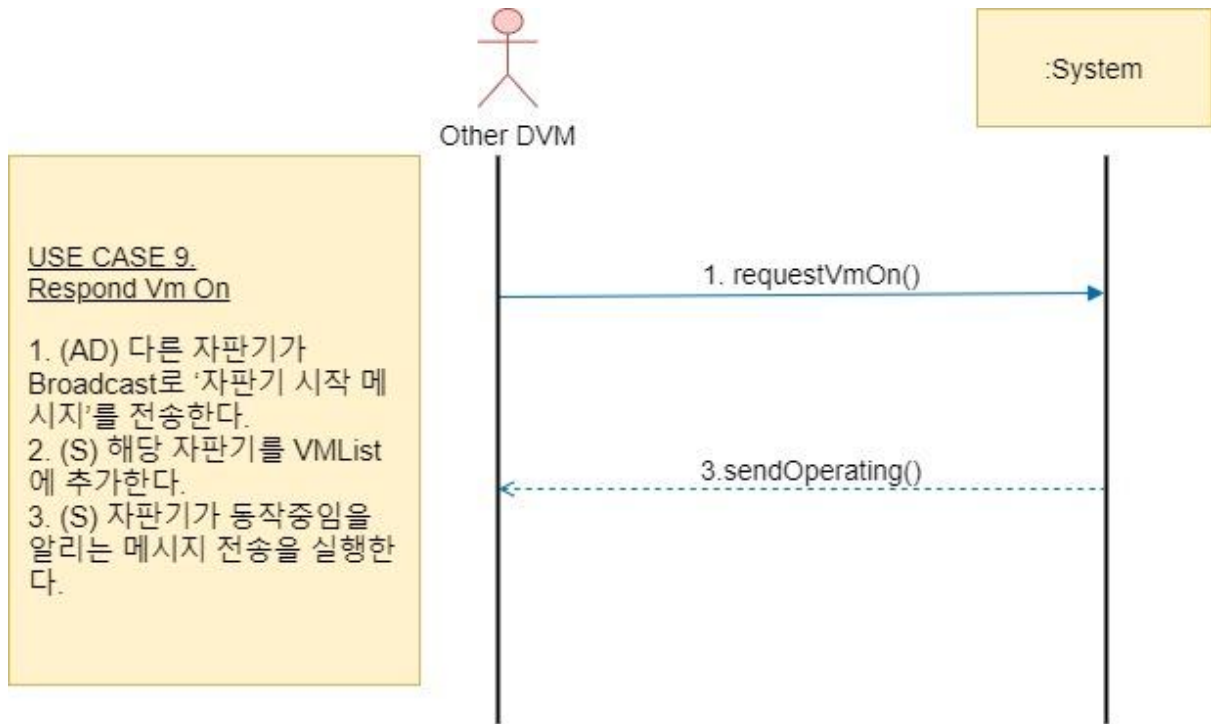 Other DVM
:System
USE CASE 9.
Respond Vm On
1. (AD) 다른 자판기가
Broadcast로 ‘자판기 시작 메
시지’를 전송한다.
2. (S) 해당 자판기를 VMList
에 추가한다.
3. (S) 자판기가 동작중임을
알리는 메시지 전송을 실행한
다.
1. requestVmOn()
3.sendOperating()